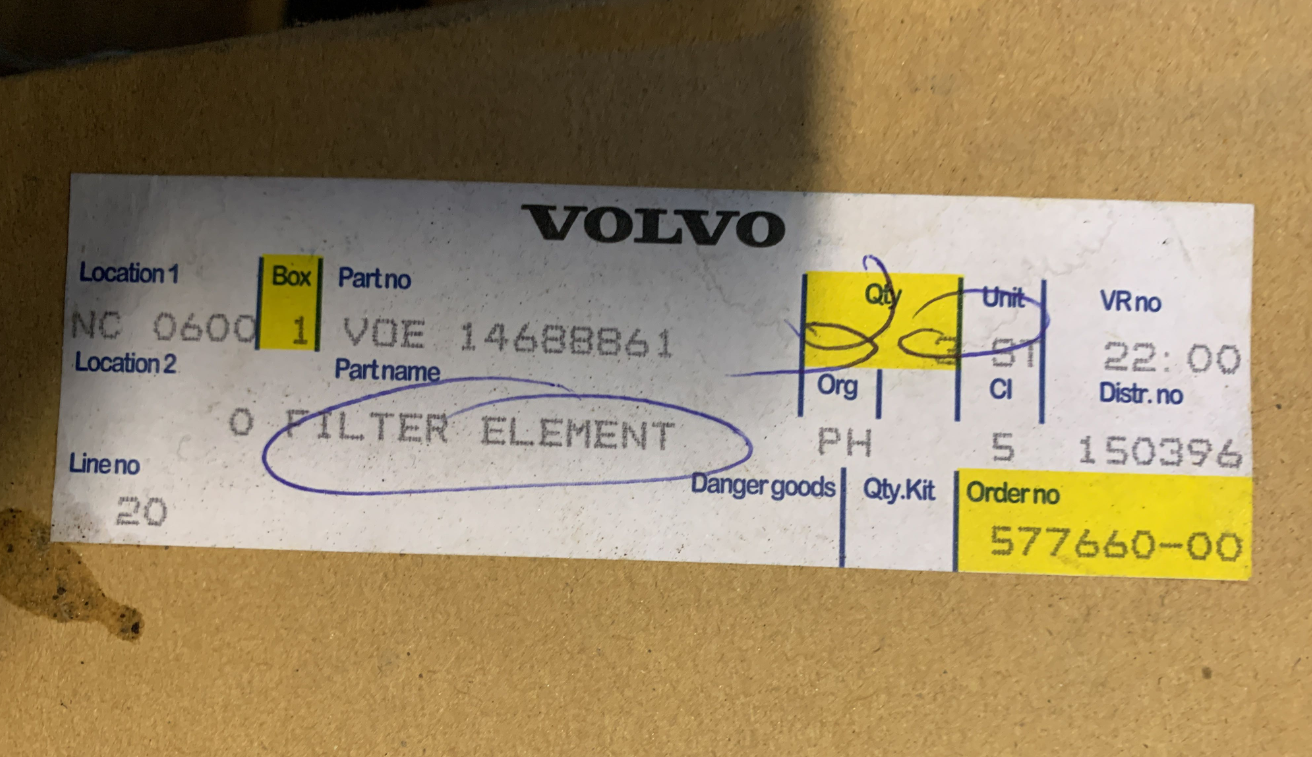 VOLVO
Location 1 Box Part no Qty Unit VR no
NC 0600 1 VOE 14688861 ST 22:00
Location 2 Part name Org Cl Distr. no
0 FILTER ELEMENT PH 5 150396
Line no Danger goods Qty.Kit Order no
20 577660-00